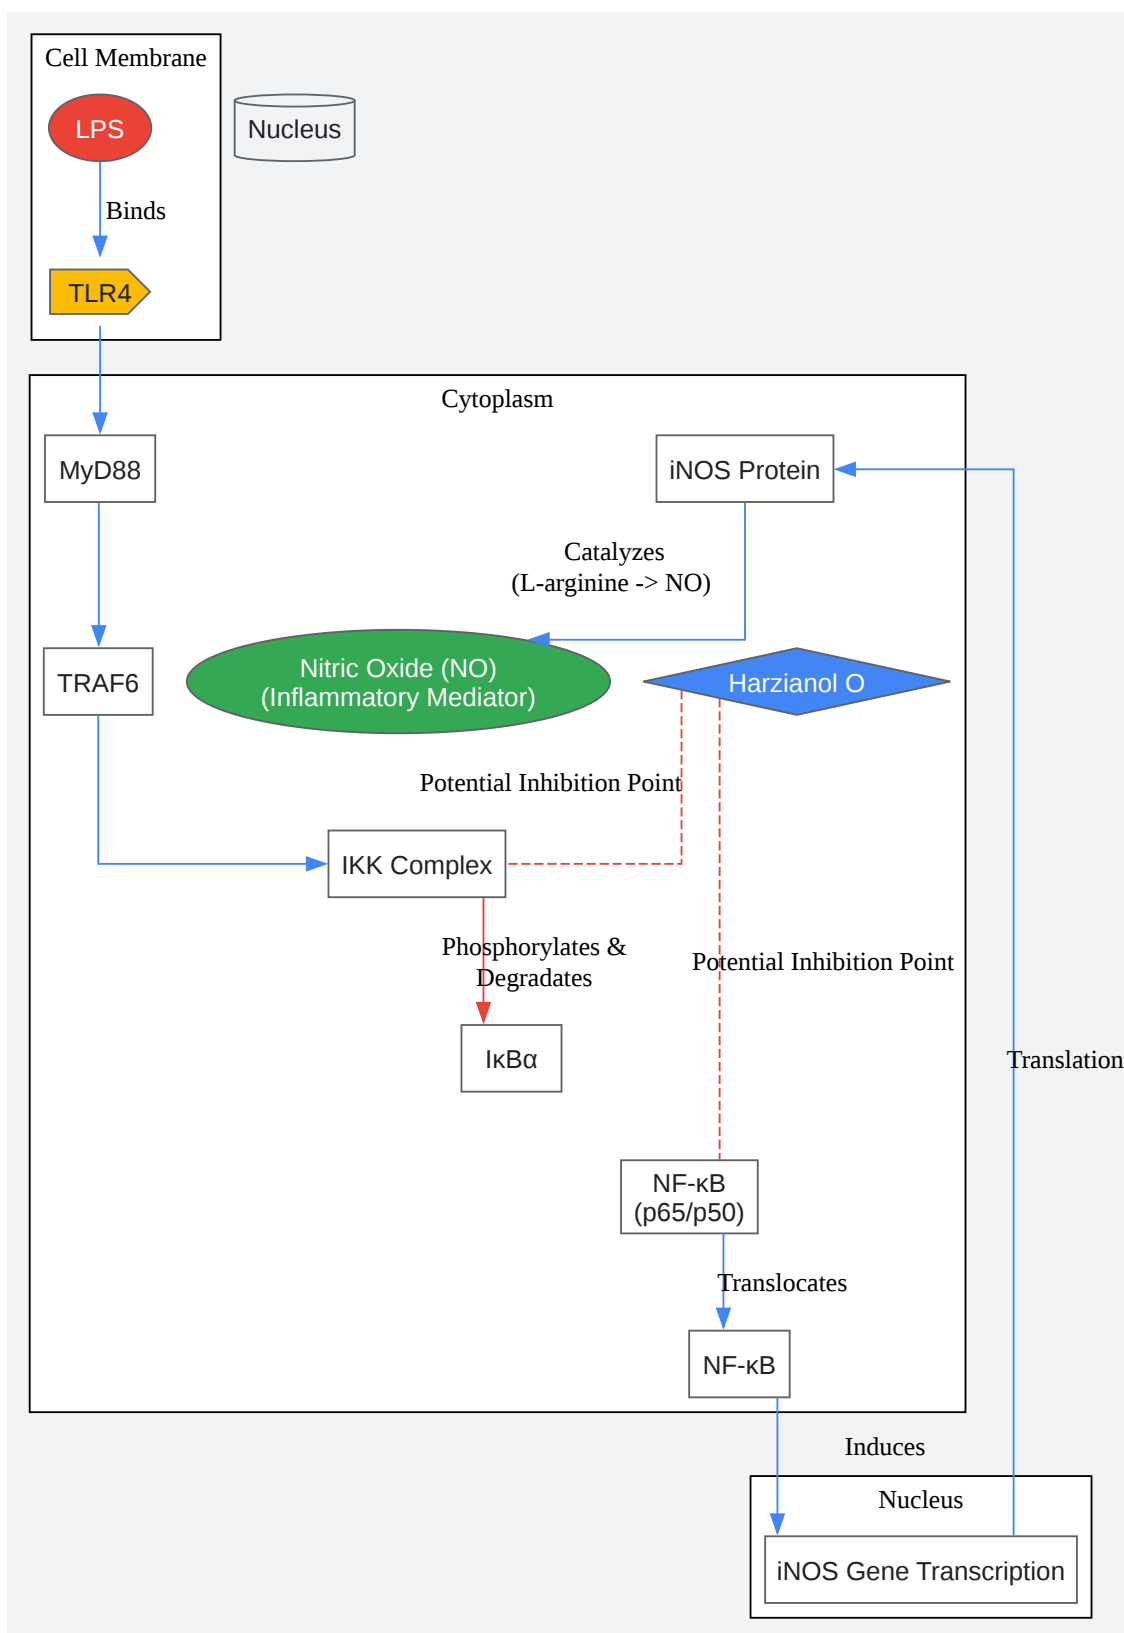 Cell Membrane
LPS
Nucleus
Binds
TLR4
Cytoplasm
MyD88
iNOS Protein
Catalyzes
(L-arginine -> NO)
TRAF6
Nitric Oxide (NO)
(Inflammatory Mediator)
Harzianol O
Potential Inhibition Point
IKK Complex
Phosphorylates &
Degradates
Potential Inhibition Point
IκBα
Translation
NF-κB
(p65/p50)
Translocates
NF-κB
Induces
Nucleus
iNOS Gene Transcription